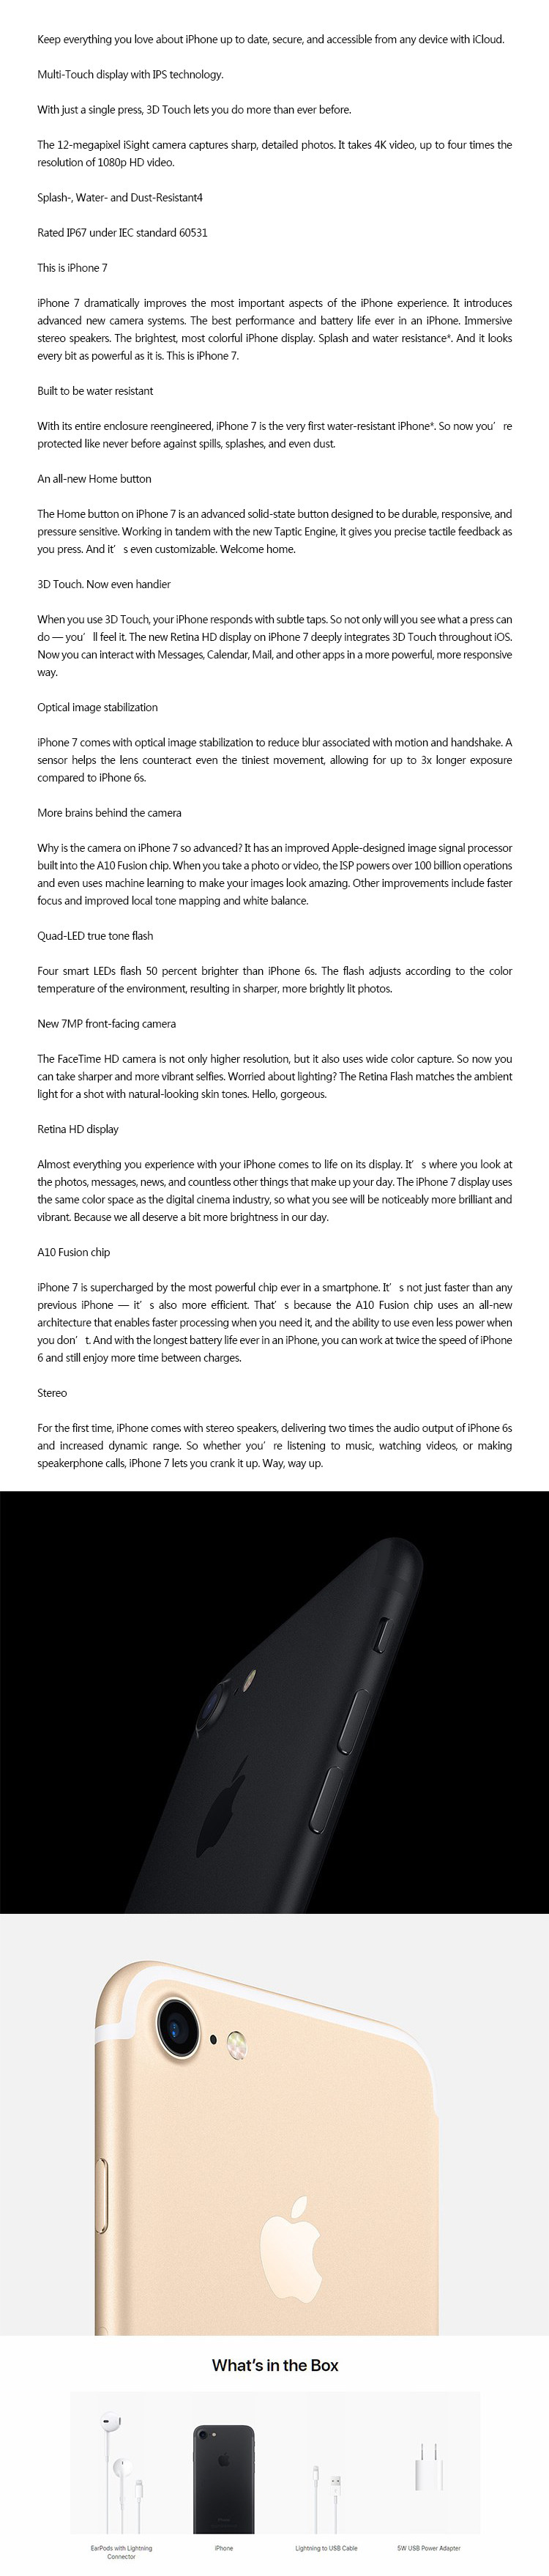 Keep everything you love about iPhone up to date, secure, and accessible from any device with iCloud.
Multi-Touch display with IPS technology.
With just a single press, 3D Touch lets you do more than ever before.
The 12-megapixel iSight camera captures sharp, detailed photos. It takes 4K video, up to four times the
resolution of 1080p HD video.
Splash-, Water- and Dust-Resistant4
Rated IP67 under IEC standard 60531
This is iPhone 7
iPhone 7 dramatically improves the most important aspects of the iPhone experience. It introduces
advanced new camera systems. The best performance and battery life ever in an iPhone. Immersive
stereo speakers. The brightest, most colorful iPhone display. Splash and water resistance*. And it looks
every bit as powerful as it is. This is iPhone 7.
Built to be water resistant
With its entire enclosure reengineered, iPhone 7 is the very first water-resistant iPhone*. So now you’ re
protected like never before against spills, splashes, and even dust.
An all-new Home button
The Home button on iPhone 7 is an advanced solid-state button designed to be durable, responsive, and
pressure sensitive. Working in tandem with the new Taptic Engine, it gives you precise tactile feedback as
you press. And it’ s even customizable. Welcome home.
3D Touch. Now even handier
When you use 3D Touch, your iPhone responds with subtle taps. So not only will you see what a press can
do — you’ ll feel it. The new Retina HD display on iPhone 7 deeply integrates 3D Touch throughout iOS.
Now you can interact with Messages, Calendar, Mail, and other apps in a more powerful, more responsive
way.
Optical image stabilization
iPhone 7 comes with optical image stabilization to reduce blur associated with motion and handshake. A
sensor helps the lens counteract even the tiniest movement, allowing for up to 3x longer exposure
compared to iPhone 6s.
More brains behind the camera
Why is the camera on iPhone 7 so advanced? It has an improved Apple-designed image signal processor
built into the A10 Fusion chip. When you take a photo or video, the ISP powers over 100 billion operations
and even uses machine learning to make your images look amazing. Other improvements include faster
focus and improved local tone mapping and white balance.
Quad-LED true tone flash
Four smart LEDs flash 50 percent brighter than iPhone 6s. The flash adjusts according to the color
temperature of the environment, resulting in sharper, more brightly lit photos.
New 7MP front-facing camera
The FaceTime HD camera is not only higher resolution, but it also uses wide color capture. So now you
can take sharper and more vibrant selfies. Worried about lighting? The Retina Flash matches the ambient
light for a shot with natural-looking skin tones. Hello, gorgeous.
Retina HD display
Almost everything you experience with your iPhone comes to life on its display. It’ s where you look at
the photos, messages, news, and countless other things that make up your day. The iPhone 7 display uses
the same color space as the digital cinema industry, so what you see will be noticeably more brilliant and
vibrant. Because we all deserve a bit more brightness in our day.
A10 Fusion chip
iPhone 7 is supercharged by the most powerful chip ever in a smartphone. It’ s not just faster than any
previous iPhone — it’ s also more efficient. That’ s because the A10 Fusion chip uses an all-new
architecture that enables faster processing when you need it, and the ability to use even less power when
you don’ t. And with the longest battery life ever in an iPhone, you can work at twice the speed of iPhone
6 and still enjoy more time between charges.
Stereo
For the first time, iPhone comes with stereo speakers, delivering two times the audio output of iPhone 6s
and increased dynamic range. So whether you’ re listening to music, watching videos, or making
speakerphone calls, iPhone 7 lets you crank it up. Way, way up.
What’s in the Box
EarPods with Lightning
Connector
iPhone
Lightning to USB Cable
5W USB Power Adapter